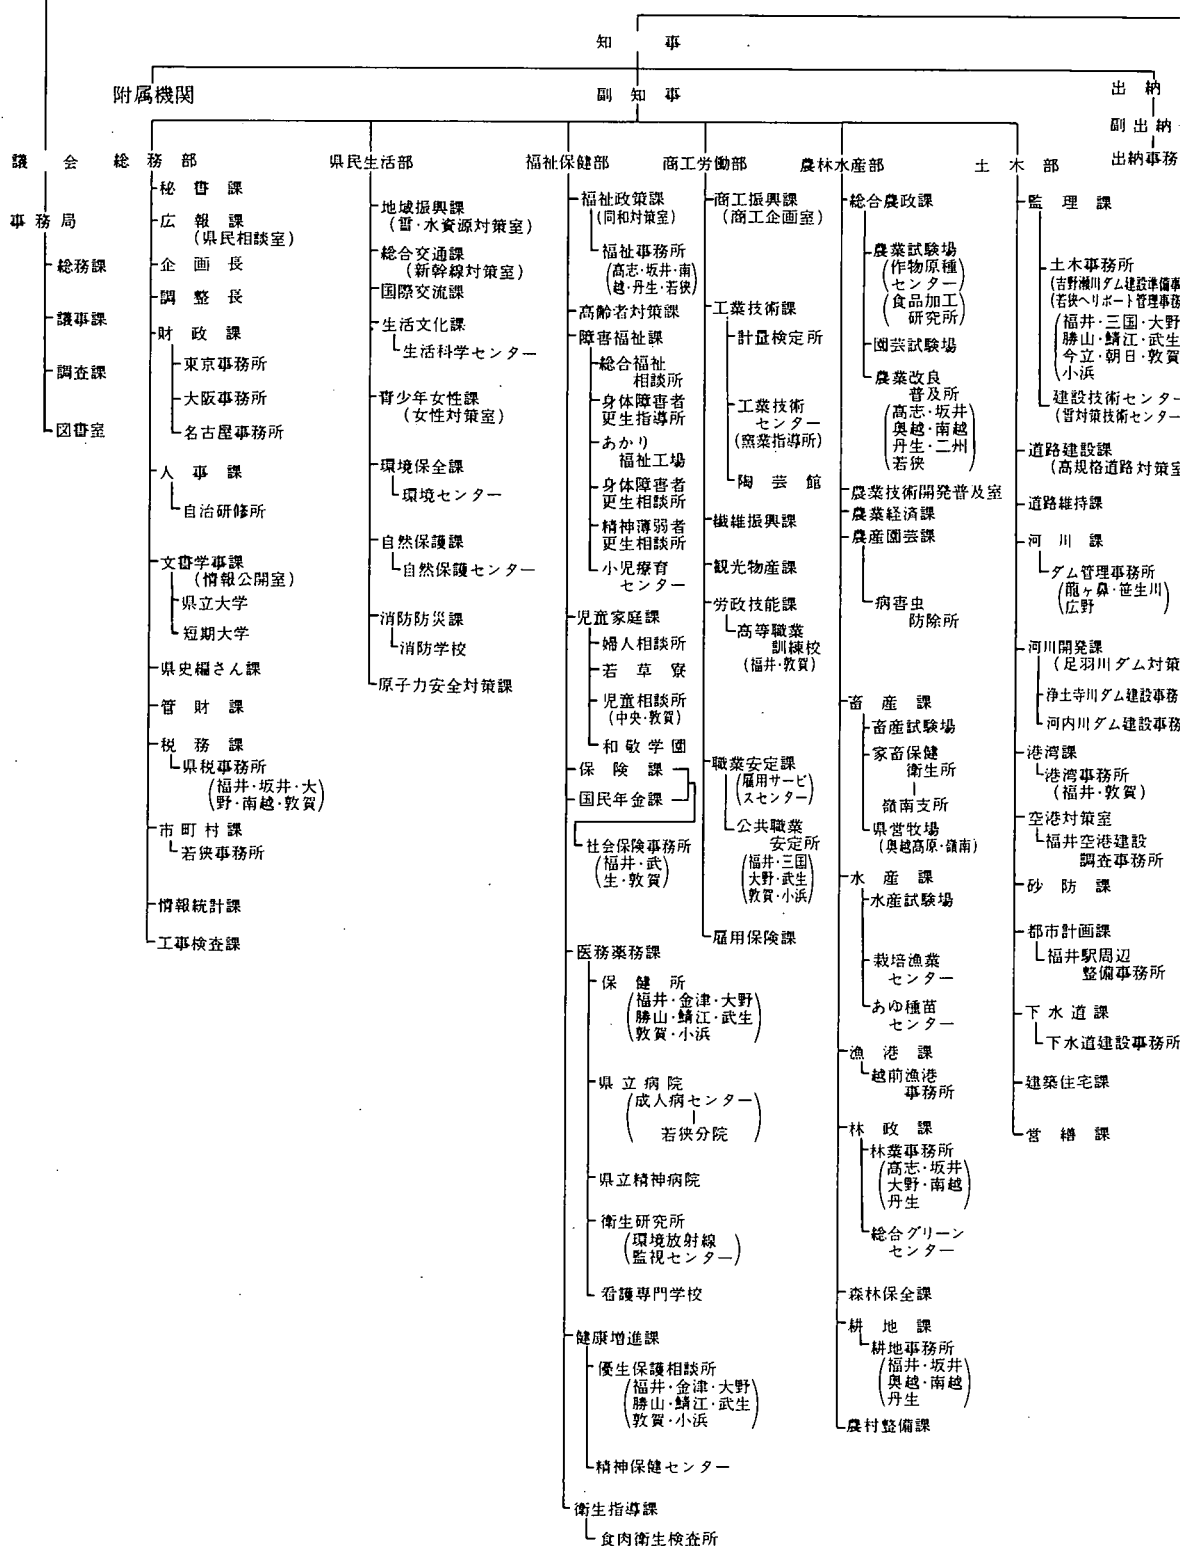 知事
附属機関
副知事
出納
副出納
出納事務
議会
事務局
総務課
議事課
調査課
図書室
総務部
秘書課
広報課
(県民相談室)
企画長
調整長
財政課
東京事務所
大阪事務所
名古屋事務所
人事課
自治研修所
文書学事課
(情報公開室)
県立大学
短期大学
県史編さん課
管財課
税務課
県税事務所
(福井・坂井・大
野・南越・敦賀)
市町村課
若狭事務所
情報統計課
工事検査課
県民生活部
地域振興課
(雪・水資源対策室)
総合交通課
(新幹線対策室)
国際交流課
生活文化課
生活科学センター
青少年女性課
(女性対策室)
環境保全課
環境センター
自然保護課
自然保護センター
消防防災課
消防学校
原子力安全対策課
福祉保健部
福祉政策課
(同和対策室)
福祉事務所
(高志・坂井・南
越・丹生・若狭)
高齢者対策課
障害福祉課
総合福祉
相談所
身体障害者
更生指導所
あかり
福祉工場
身体障害者
更生相談所
精神薄弱者
更生相談所
小児療育
センター
児童家庭課
婦人相談所
若草寮
児童相談所
(中央・敦賀)
和敬学園
保険課
国民年金課
社会保険事務所
(福井・武
生・敦賀)
医務薬務課
保健所
(福井・金津・大野
勝山・鯖江・武生
敦賀・小浜)
県立病院
(成人病センター
若狭分院)
県立精神病院
衛生研究所
(環境放射線
監視センター)
看護専門学校
健康増進課
優生保護相談所
(福井・金津・大野
勝山・鯖江・武生
敦賀・小浜)
精神保健センター
衛生指導課
食肉衛生検査所
商工労働部
商工振興課
(商工企画室)
工業技術課
計量検定所
工業技術
センター
(窯業指導所)
陶芸館
繊維振興課
観光物産課
労政技能課
高等職業
訓練校
(福井・敦賀)
職業安定課
(雇用サービ
スセンター)
公共職業
安定所
(福井・三国
大野・武生
敦賀・小浜)
雇用保険課
農林水産部
総合農政課
農業試験場
(作物原種
センター)
(食品加工
研究所)
園芸試験場
農業改良
普及所
(高志・坂井
奥越・南越
丹生・二州
若狭)
農業技術開発普及室
農業経済課
農産園芸課
病害虫
防除所
畜産課
畜産試験場
家畜保健
衛生所
嶺南支所
県営牧場
(奥越高原・嶺南)
水産課
水産試験場
栽培漁業
センター
あゆ種苗
センター
漁港課
越前漁港
事務所
林政課
林業事務所
(高志・坂井
大野・南越
丹生)
総合グリーン
センター
森林保全課
耕地課
耕地事務所
(福井・坂井
奥越・南越
丹生)
農村整備課
土木部
監理課
土木事務所
(吉野瀬川ダム建設準備事
(若狭ヘリポート管理事務
(福井・三国・大野
勝山・鯖江・武生
今立・朝日・敦賀
小浜
建設技術センター
(雪対策技術センター
道路建設課
(高規格道路対策室
道路維持課
河川課
ダム管理事務所
(龍ヶ鼻・笹生川
広野)
河川開発課
(足羽川ダム対策
浄土寺川ダム建設事務
河内川ダム建設事務
港湾課
港湾事務所
(福井・敦賀)
空港対策室
福井空港建設
調査事務所
砂防課
都市計画課
福井駅周辺
整備事務所
下水道課
下水道建設事務所
建築住宅課
営繕課